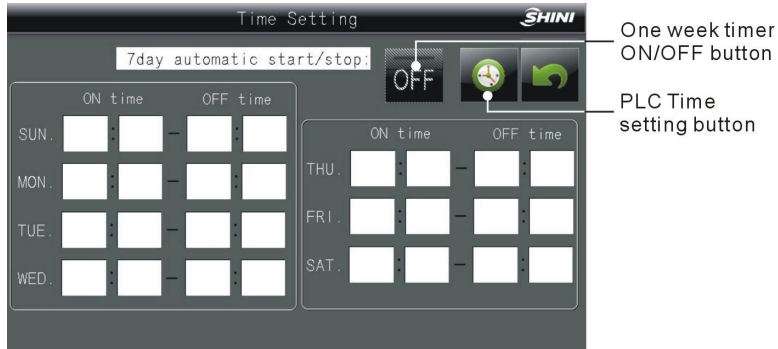 Time Setting
SHINI
7day automatic start/stop:
OFF
One week timer
ON/OFF button
PLC Time
setting button
ON time OFF time
SUN. : — :
MON. : — :
TUE. : — :
WED. : — :
ON time OFF time
THU. : — :
FRI. : — :
SAT. : — :